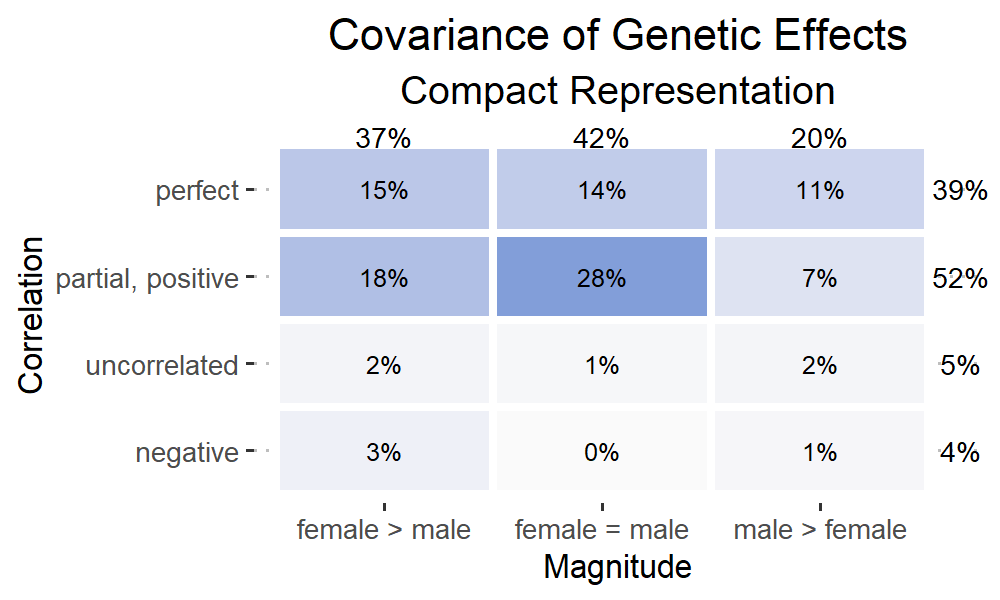 Covariance of Genetic Effects
Compact Representation
37% 42% 20%
perfect 15% 14% 11% 39%
partial, positive 18% 28% 7% 52%
uncorrelated 2% 1% 2% 5%
negative 3% 0% 1% 4%
female > male female = male male > female
Magnitude
Correlation